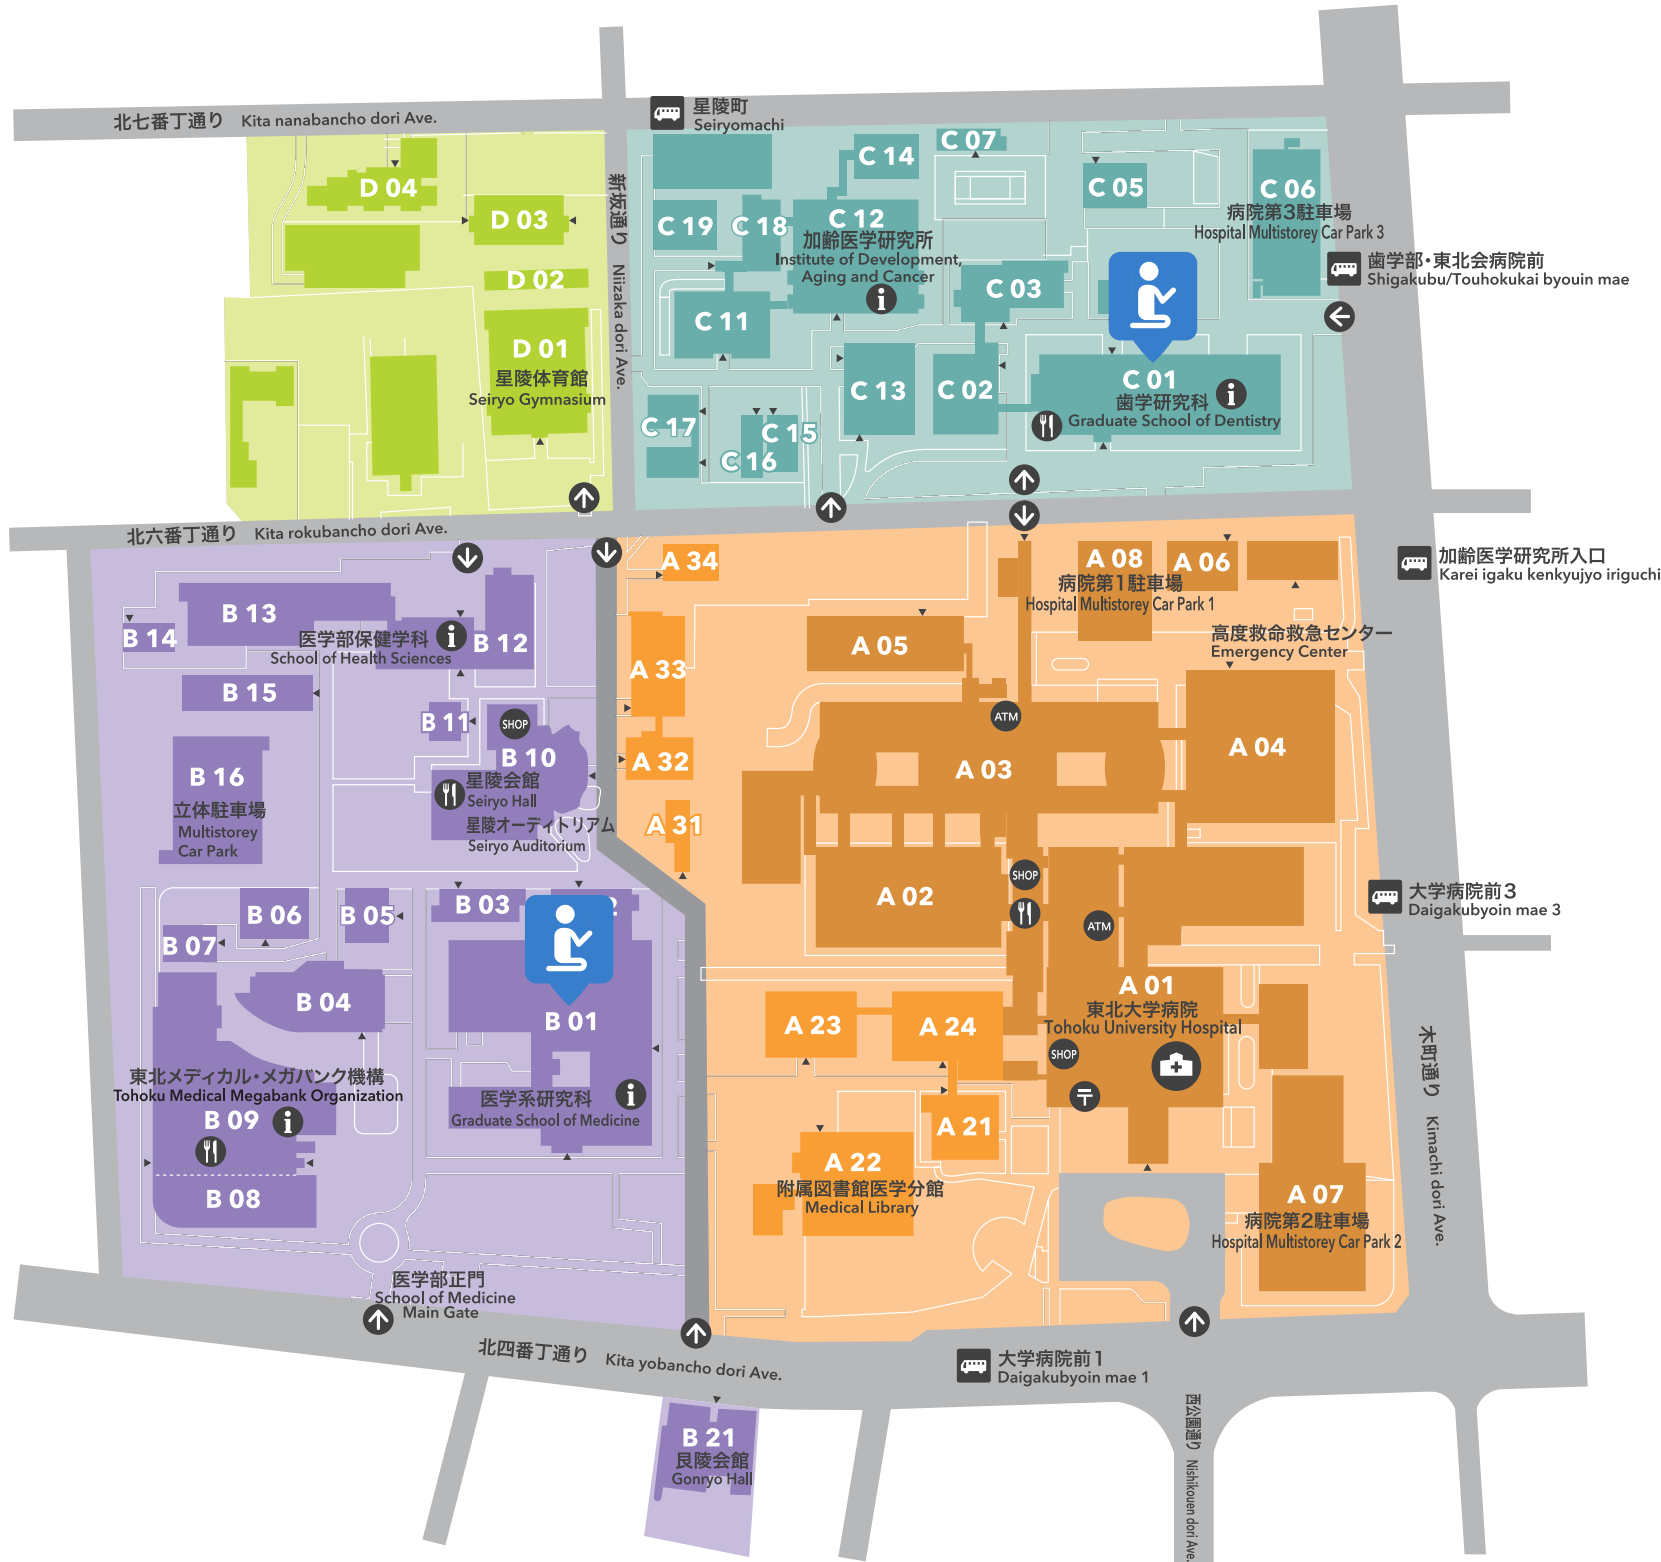 北七番丁通り Kita nanabancho dori Ave.
星陵町
Seiryomachi
新坂通り Niizaka dori Ave.
D 04
D 03
D 02
D 01
星陵体育館
Seiryo Gymnasium
C 14
C 07
C 05
C 06
病院第3駐車場
Hospital Multistorey Car Park 3
歯学部・東北会病院前
Shigakubu/Touhokukai byouin mae
C 19
C 18
C 12
加齢医学研究所
Institute of Development,
Aging and Cancer
C 03
C 11
C 13
C 02
C 01
歯学研究科
Graduate School of Dentistry
C 17
C 15
C 16
北六番丁通り Kita rokubancho dori Ave.
加齢医学研究所入口
Karei igaku kenkyujyo iriguchi
A 34
A 08
病院第1駐車場
Hospital Multistorey Car Park 1
A 06
高度救命救急センター
Emergency Center
B 13
B 14
医学部保健学科
School of Health Sciences
B 12
A 05
A 33
B 15
B 11
SHOP
B 10
星陵会館
Seiryo Hall
星陵オーディトリアム
Seiryo Auditorium
ATM
A 04
A 03
A 32
A 31
B 16
立体駐車場
Multistorey
Car Park
SHOP
A 02
ATM
大学病院前3
Daigakubyoin mae 3
B 03
B 05
B 06
B 07
B 04
B 01
医学系研究科
Graduate School of Medicine
東北メディカル・メガバンク機構
Tohoku Medical Megabank Organization
B 09
B 08
A 01
東北大学病院
Tohoku University Hospital
SHOP
〒
A 23
A 24
A 21
A 22
附属図書館医学分館
Medical Library
A 07
病院第2駐車場
Hospital Multistorey Car Park 2
木町通り Kimachi dori Ave.
医学部正門
School of Medicine
Main Gate
北四番丁通り Kita yobancho dori Ave.
大学病院前1
Daigakubyoin mae 1
B 21
艮陵会館
Gonryo Hall
西公園通り Nishikouen dori Ave.